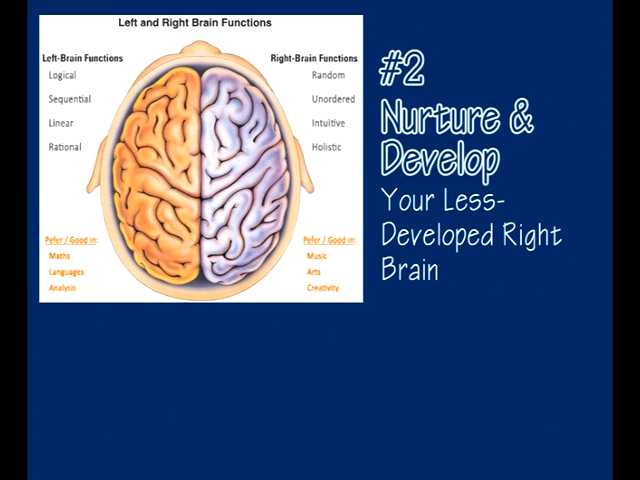 Left and Right Brain Functions
Left-Brain Functions
Logical
Sequential
Linear
Rational
Pefer / Good in:
Maths
Languages
Analysis
Right-Brain Functions
Random
Unordered
Intuitive
Holistic
Pefer / Good in:
Music
Arts
Creativity
#2
Nurture &
Develop
Your Less-
Developed Right
Brain